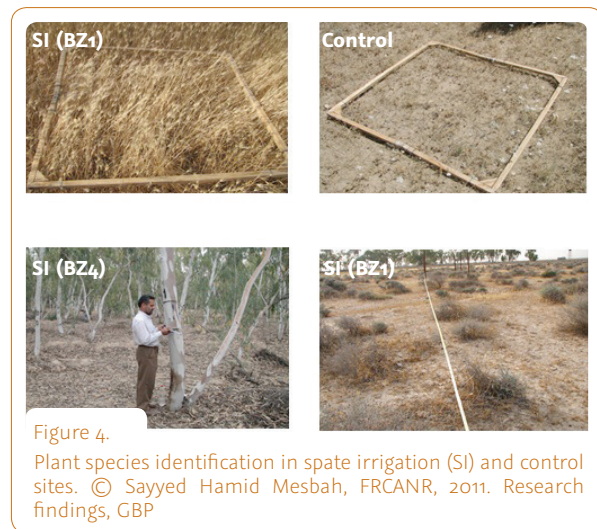 SI (BZ1)
Control
SI (BZ4)
SI (BZ1)
Figure 4.
Plant species identification in spate irrigation (SI) and control
sites. © Sayyed Hamid Mesbah, FRCANR, 2011. Research
findings, GBP